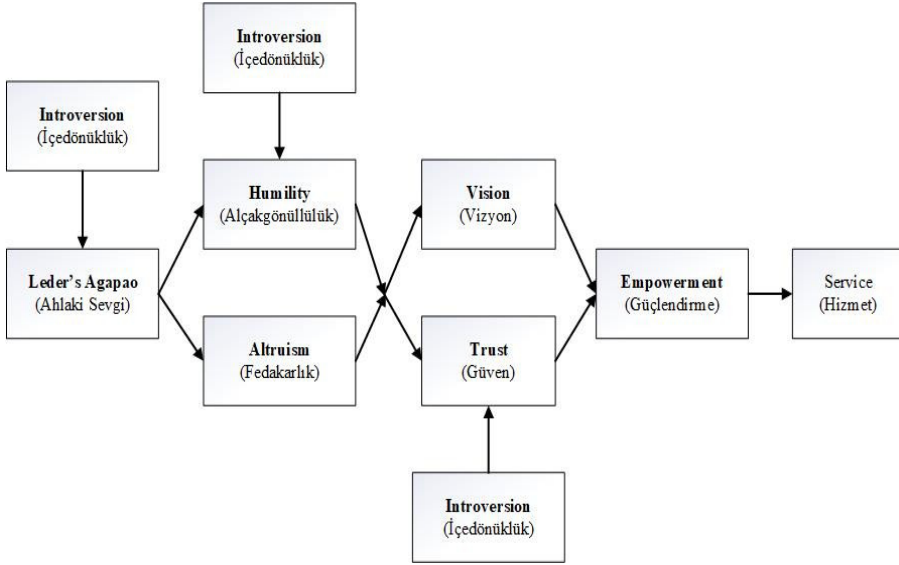 Introversion
(İçedönüklük)
Introversion
(İçedönüklük)
Humility
(Alçakgönüllülük)
Vision
(Vizyon)
Leder's Agapao
(Ahlaki Sevgi)
Empowerment
(Güçlendirme)
Service
(Hizmet)
Altruism
(Fedakarlık)
Trust
(Güven)
Introversion
(İçedönüklük)